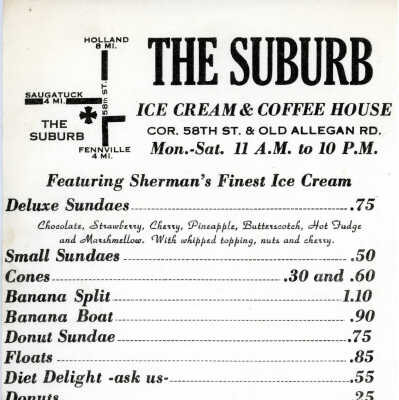 HOLLAND
8 MI.
SAUGATUCK
4 MI.
58th ST.
THE
SUBURB
FENNVILLE
4 MI.
THE SUBURB
ICE CREAM & COFFEE HOUSE
COR. 58TH ST. & OLD ALLEGAN RD.
Mon.-Sat. 11 A.M. to 10 P.M.
Featuring Sherman's Finest Ice Cream
Deluxe Sundaes .75
Chocolate, Strawberry, Cherry, Pineapple, Butterscotch, Hot Fudge
and Marshmellow. With whipped topping, nuts and cherry.
Small Sundaes .50
Cones .30 and .60
Banana Split 1.10
Banana Boat .90
Donut Sundae .75
Floats .85
Diet Delight -ask us- .55
Donuts .25